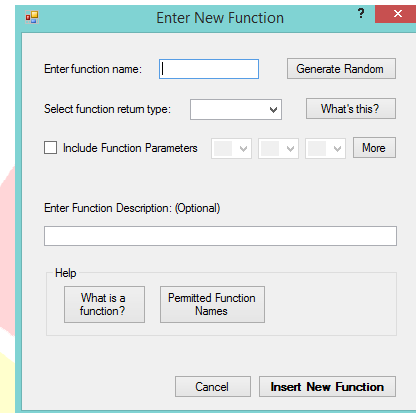 Enter New Function
?
Enter function name:
Generate Random
Select function return type:
What's this?
Include Function Parameters
More
Enter Function Description: (Optional)
Help
What is a
function?
Permitted Function
Names
Cancel
Insert New Function